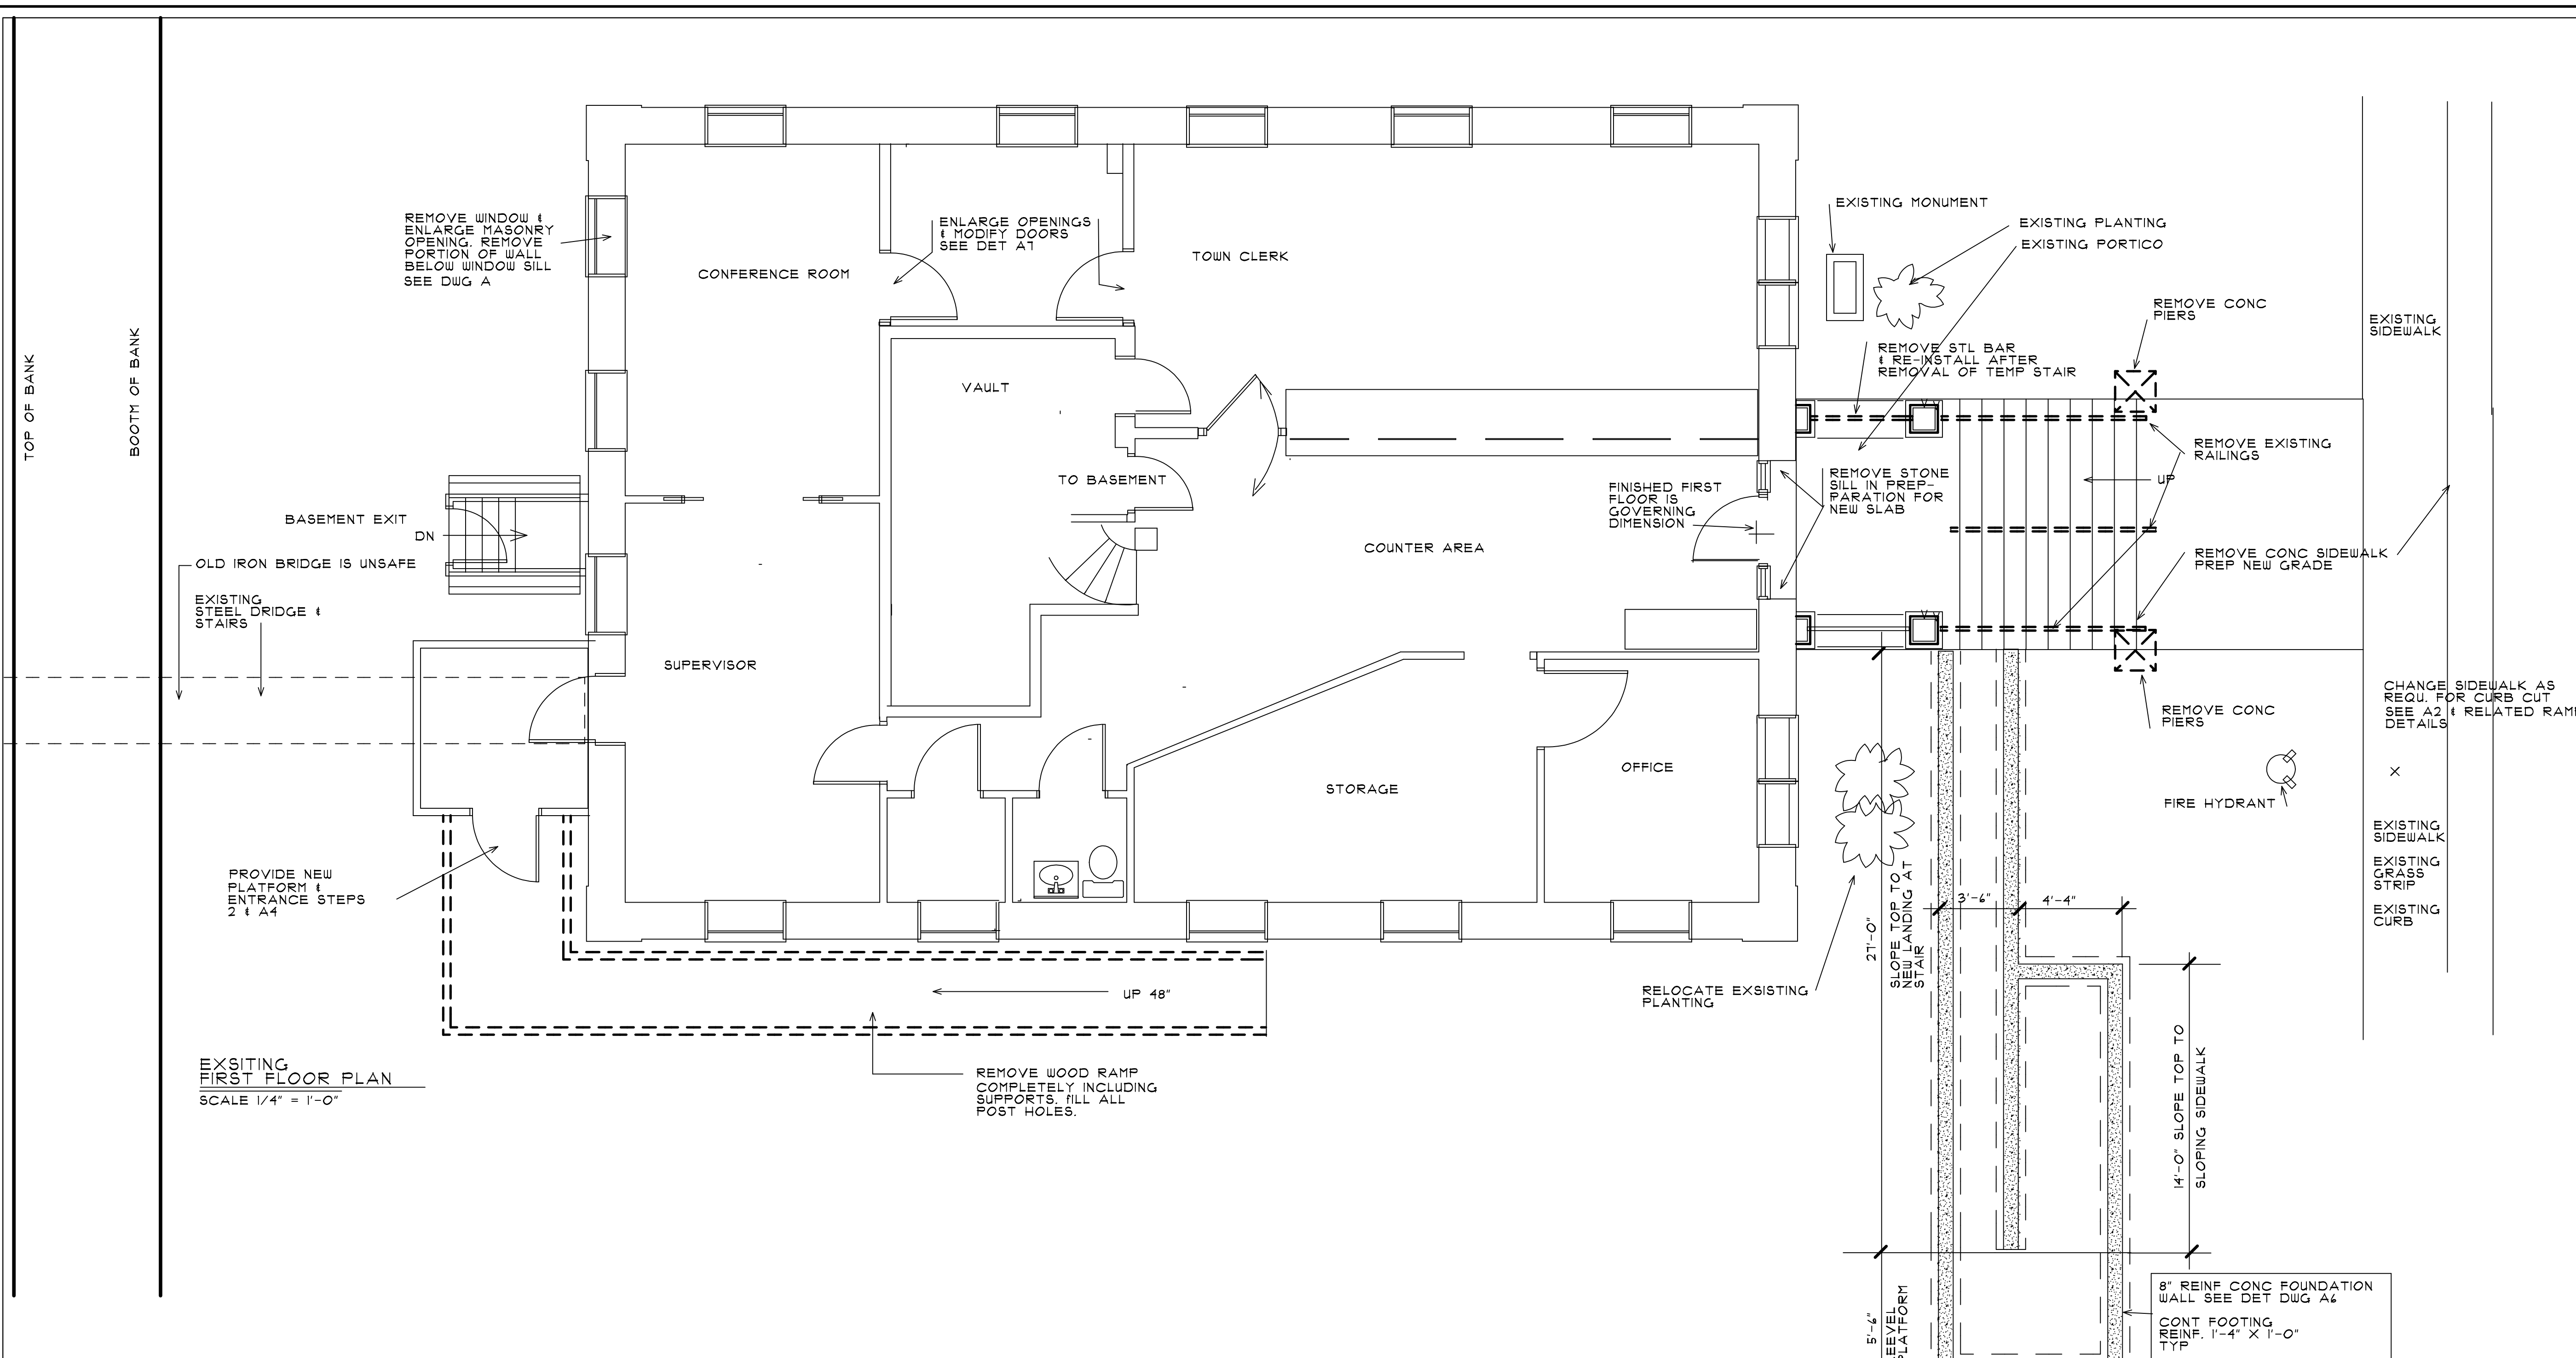 TOP OF BANK
BOOTM OF BANK
REMOVE WINDOW &
ENLARGE MASONRY
OPENING. REMOVE
PORTION OF WALL
BELOW WINDOW SILL
SEE DWG A
CONFERENCE ROOM
ENLARGE OPENINGS
& MODIFY DOORS
SEE DET A7
TOWN CLERK
EXISTING MONUMENT
EXISTING PLANTING
EXISTING PORTICO
REMOVE CONC
PIERS
EXISTING
SIDEWALK
REMOVE STL BAR
& RE-INSTALL AFTER
REMOVAL OF TEMP STAIR
VAULT
REMOVE EXISTING
RAILINGS
UP
TO BASEMENT
FINISHED FIRST
FLOOR IS
GOVERNING
DIMENSION
REMOVE STONE
SILL IN PREP-
PARATION FOR
NEW SLAB
BASEMENT EXIT
DN
COUNTER AREA
REMOVE CONC SIDEWALK
PREP NEW GRADE
OLD IRON BRIDGE IS UNSAFE
EXISTING
STEEL DRIDGE &
STAIRS
SUPERVISOR
CHANGE SIDEWALK AS
REQU. FOR CURB CUT
SEE A2 & RELATED RAM
DETAILS
REMOVE CONC
PIERS
OFFICE
STORAGE
FIRE HYDRANT
EXISTING
SIDEWALK
EXISTING
GRASS
STRIP
EXISTING
CURB
PROVIDE NEW
PLATFORM &
ENTRANCE STEPS
2 & A4
3'-6"
4'-4"
27'-0"
SLOPE TOP TO
NEW LANDING AT
STAIR
RELOCATE EXSISTING
PLANTING
UP 48"
14'-0" SLOPE TOP TO
SLOPING SIDEWALK
EXSITING
FIRST FLOOR PLAN
SCALE 1/4" = 1'-0"
REMOVE WOOD RAMP
COMPLETELY INCLUDING
SUPPORTS. FILL ALL
POST HOLES.
5'-6"
LEEVEL
PLATFORM
8" REINF CONC FOUNDATION
WALL SEE DET DWG A6
CONT FOOTING
REINF. 1'-4" X 1'-0"
TYP